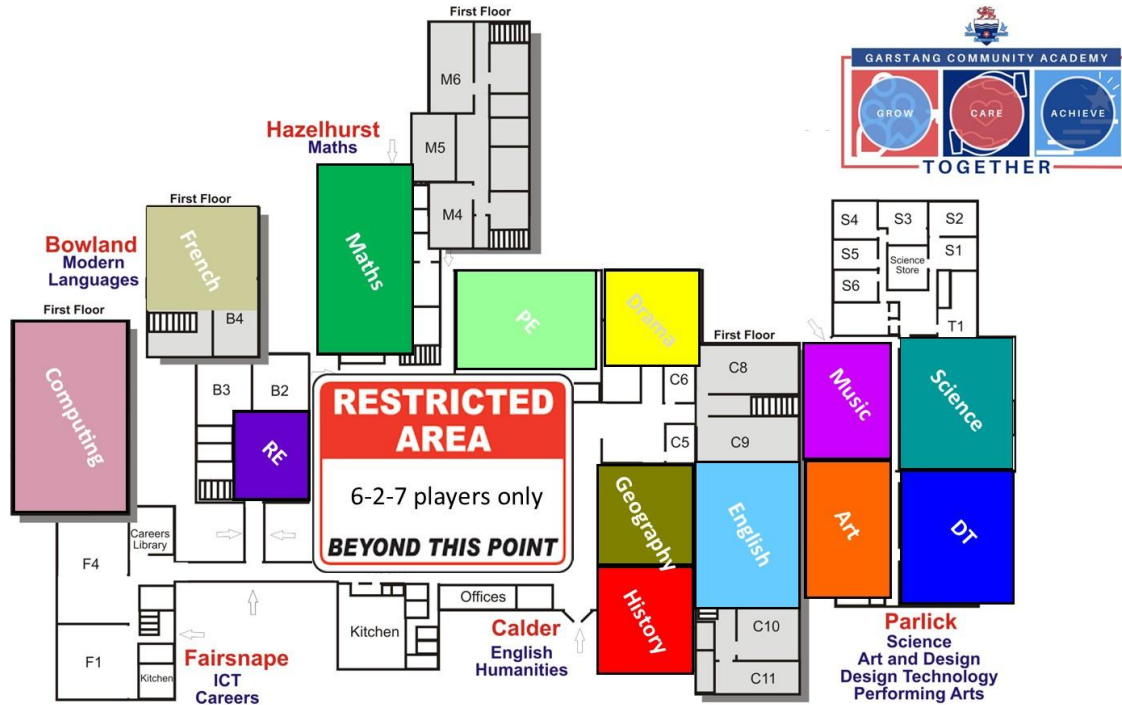 First Floor
GARSTANG COMMUNITY ACADEMY
GROW
CARE
ACHIEVE
TOGETHER
M6
M5
M4
Hazelhurst
Maths
Maths
First Floor
French
B4
Bowland
Modern
Languages
First Floor
Computing
B3
B2
RE
PE
Drama
C6
C5
First Floor
C8
C9
S4
S3
S2
S5
Science
Store
S1
S6
T1
Music
Science
RESTRICTED
AREA
6-2-7 players only
BEYOND THIS POINT
Geography
English
Art
DT
History
Careers
Library
F4
F1
Kitchen
Fairsnape
ICT
Careers
Kitchen
Offices
Calder
English
Humanities
C10
C11
Parlick
Science
Art and Design
Design Technology
Performing Arts